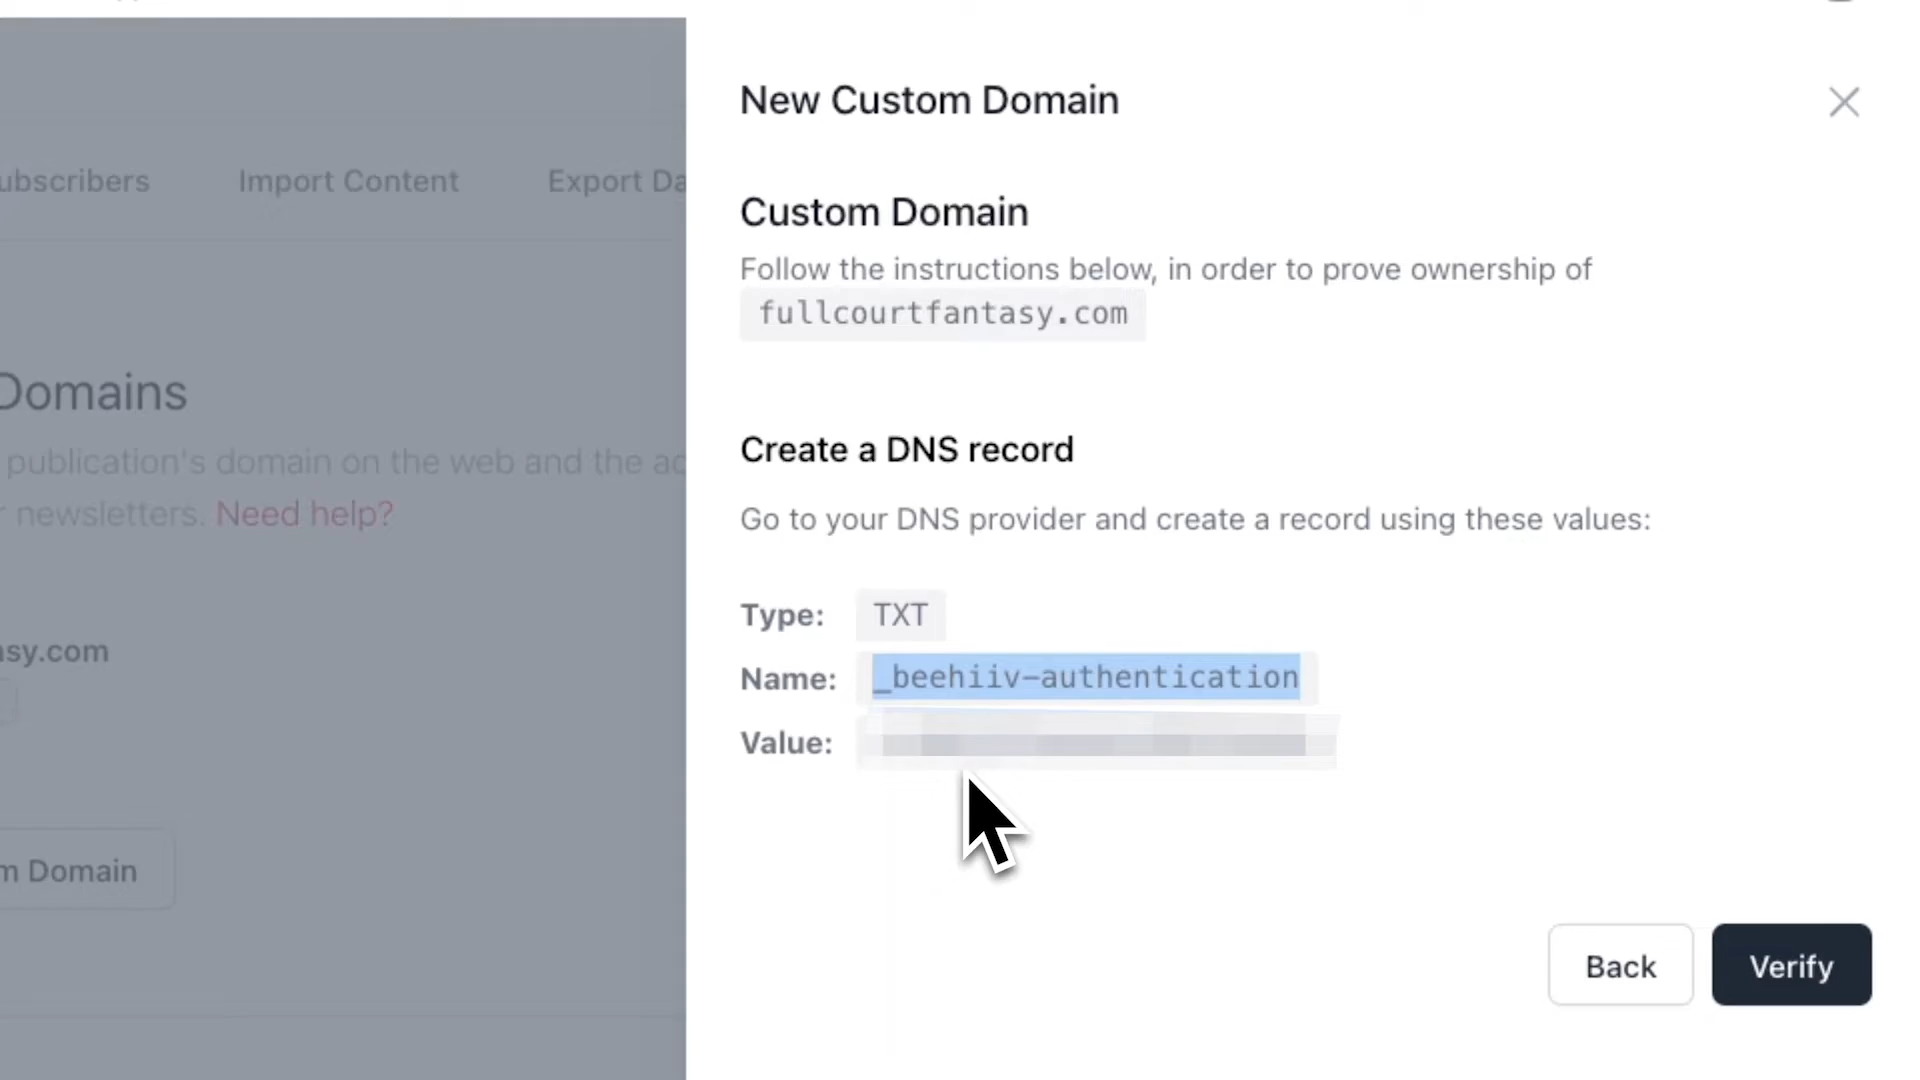 New Custom Domain
ubscribers Import Content Export Da
Custom Domain
Follow the instructions below, in order to prove ownership of
fullcourtfantasy.com
Domains
publication's domain on the web and the ad
r newsletters. Need help?
Create a DNS record
Go to your DNS provider and create a record using these values:
Type: TXT
asy.com
Name: _beehiiv-authentication
Value:
m Domain
Back Verify